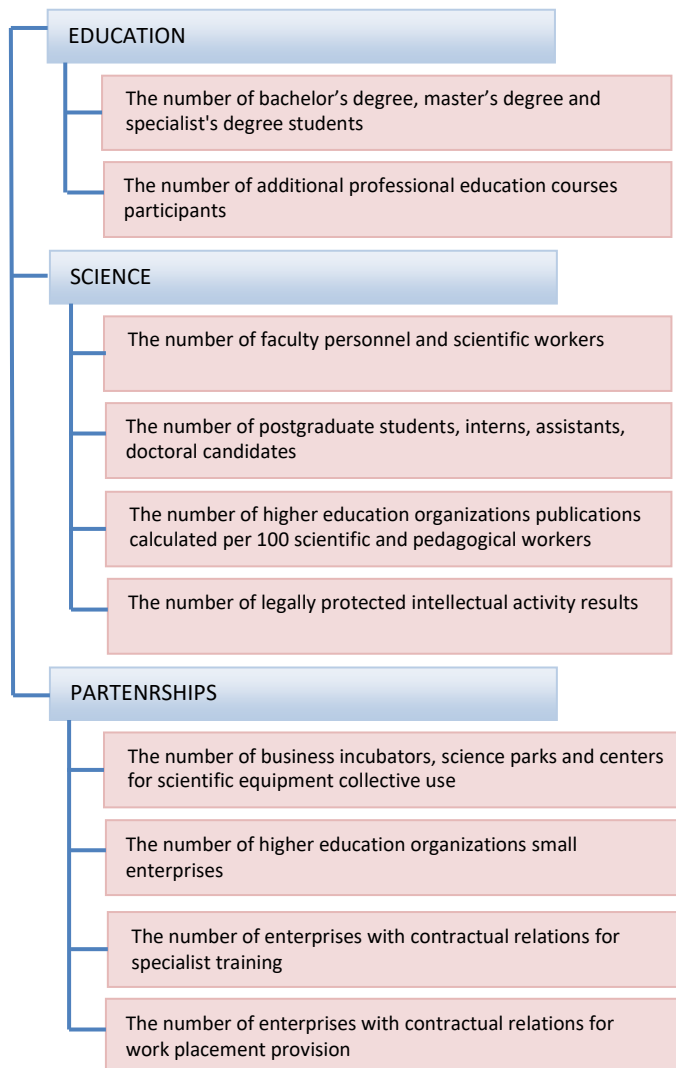 EDUCATION
The number of bachelor’s degree, master’s degree and
specialist's degree students
The number of additional professional education courses
participants
SCIENCE
The number of faculty personnel and scientific workers
The number of postgraduate students, interns, assistants,
doctoral candidates
The number of higher education organizations publications
calculated per 100 scientific and pedagogical workers
The number of legally protected intellectual activity results
PARTENRSHIPS
The number of business incubators, science parks and centers
for scientific equipment collective use
The number of higher education organizations small
enterprises
The number of enterprises with contractual relations for
specialist training
The number of enterprises with contractual relations for
work placement provision